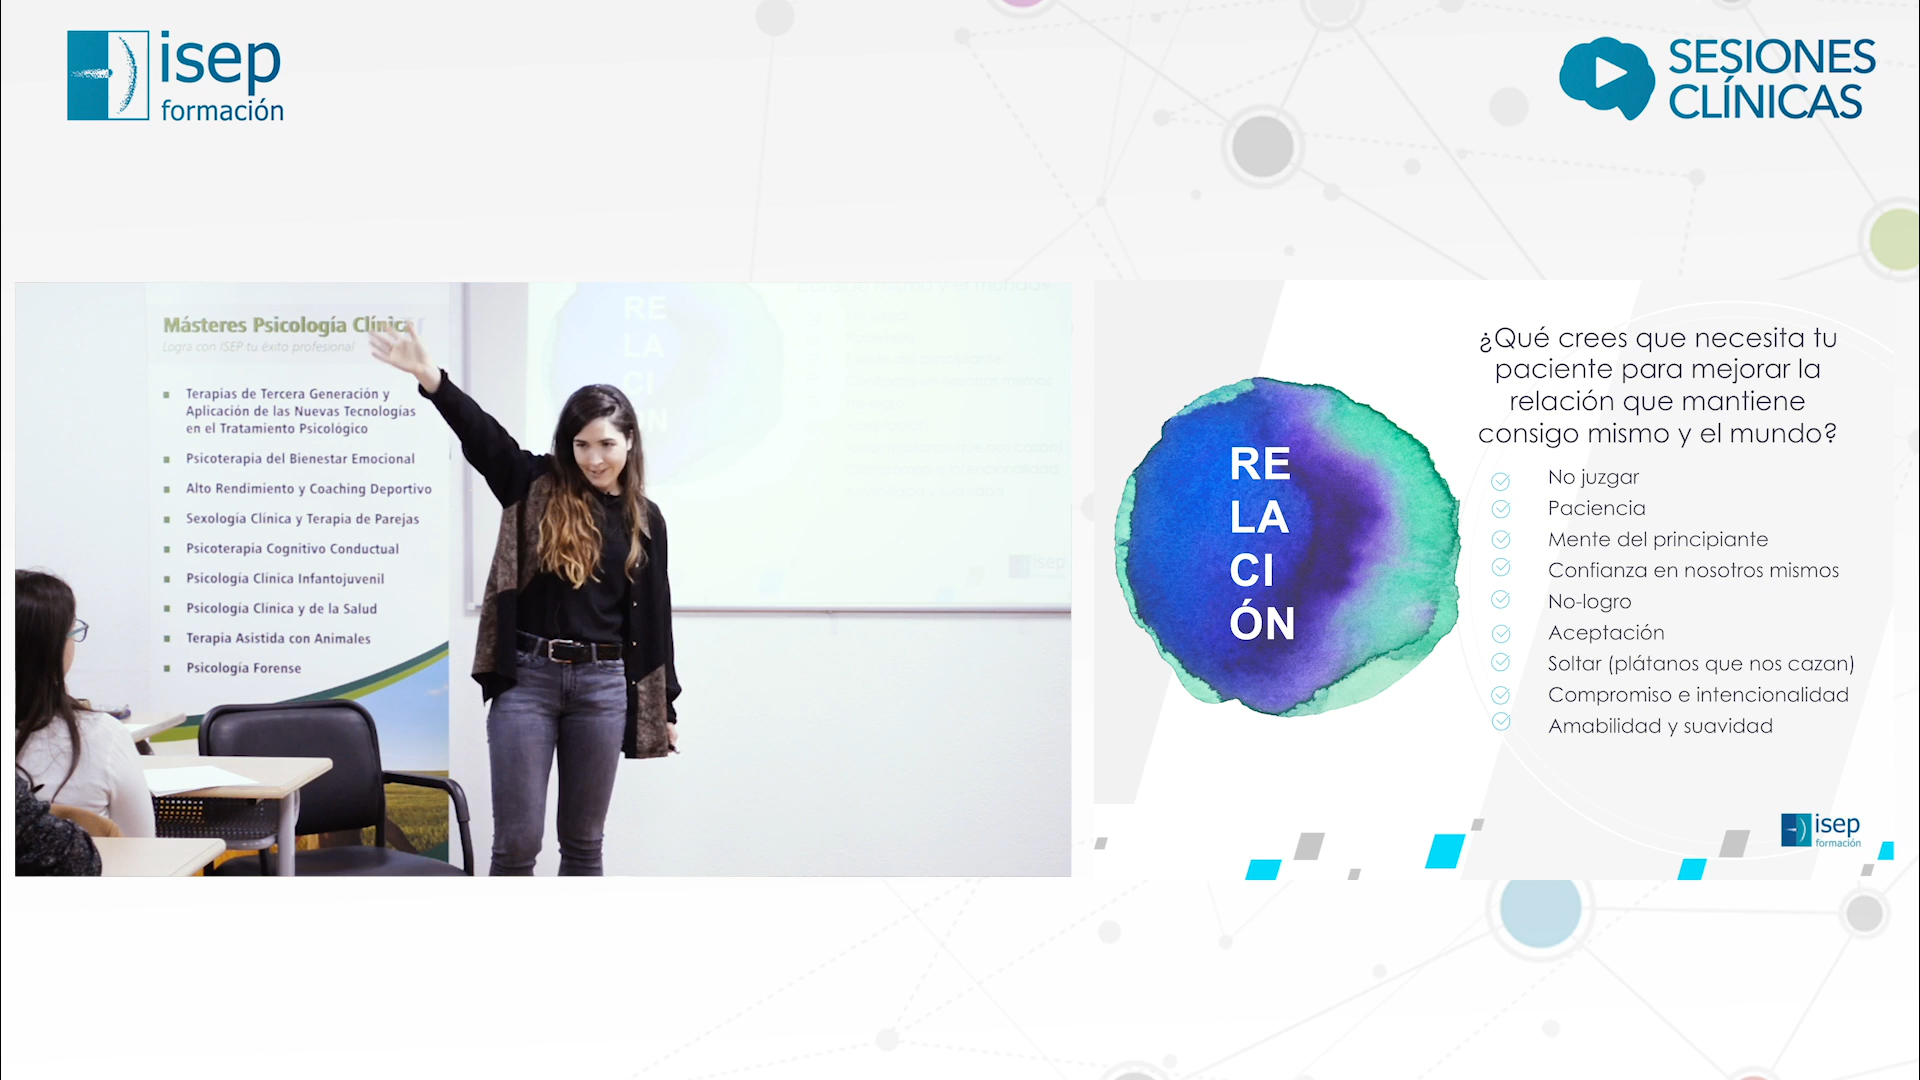 isep
formación
SESIONES
CLÍNICAS
Másteres Psicología Clínica
Logra con ISEP tu éxito profesional
Terapias de Tercera Generación y
Aplicación de las Nuevas Tecnologías
en el Tratamiento Psicológico
Psicoterapia del Bienestar Emocional
Alto Rendimiento y Coaching Deportivo
Sexología Clínica y Terapia de Parejas
Psicoterapia Cognitivo Conductual
Psicología Clínica Infantojuvenil
Psicología Clínica y de la Salud
Terapia Asistida con Animales
Psicología Forense
RE
LA
CI
ÓN
isep
¿Qué crees que necesita tu
paciente para mejorar la
relación que mantiene
consigo mismo y el mundo?
RE
LA
CI
ÓN
No juzgar
Paciencia
Mente del principiante
Confianza en nosotros mismos
No-logro
Aceptación
Soltar (plátanos que nos cazan)
Compromiso e intencionalidad
Amabilidad y suavidad
isep
formación